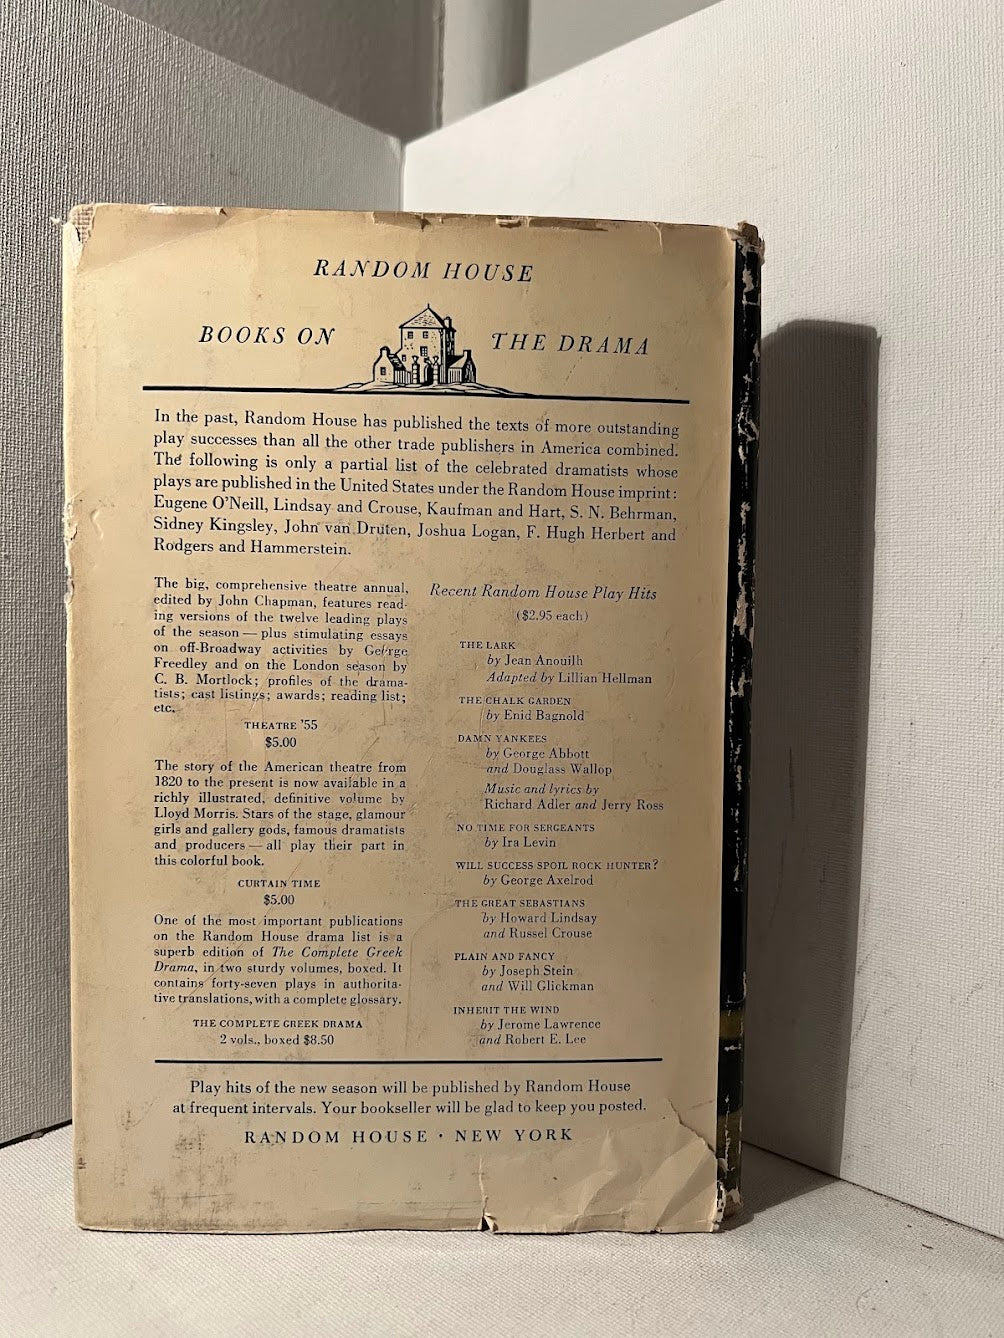 RANDOM HOUSE
BOOKS ON THE DRAMA
In the past, Random House has published the texts of more outstanding
play successes than all the other trade publishers in America combined.
The following is only a partial list of the celebrated dramatists whose
plays are published in the United States under the Random House imprint:
Eugene O'Neill, Lindsay and Crouse, Kaufman and Hart, S. N. Behrman,
Sidney Kingsley, John van Druten, Joshua Logan, F. Hugh Herbert and
Rodgers and Hammerstein.
The big, comprehensive theatre annual,
edited by John Chapman, features read-
ing versions of the twelve leading plays
of the season — plus stimulating essays
on off-Broadway activities by George
Freedley and on the London season by
C. B. Mortlock; profiles of the drama-
tists; cast listings; awards; reading list;
etc.
THEATRE '55
$5.00
The story of the American theatre from
1820 to the present is now available in a
richly illustrated, definitive volume by
Lloyd Morris. Stars of the stage, glamour
girls and gallery gods, famous dramatists
and producers — all play their part in
this colorful book.
CURTAIN TIME
$5.00
One of the most important publications
on the Random House drama list is a
superb edition of The Complete Greek
Drama, in two sturdy volumes, boxed. It
contains forty-seven plays in authorita-
tive translations, with a complete glossary.
THE COMPLETE GREEK DRAMA
2 vols., boxed $8.50
Recent Random House Play Hits
($2.95 each)
THE LARK
by Jean Anouilh
Adapted by Lillian Hellman
THE CHALK GARDEN
by Enid Bagnold
DAMN YANKEES
by George Abbott
and Douglass Wallop
Music and lyrics by
Richard Adler and Jerry Ross
NO TIME FOR SERGEANTS
by Ira Levin
WILL SUCCESS SPOIL ROCK HUNTER?
by George Axelrod
THE GREAT SEBASTIANS
by Howard Lindsay
and Russel Crouse
PLAIN AND FANCY
by Joseph Stein
and Will Glickman
INHERIT THE WIND
by Jerome Lawrence
and Robert E. Lee
Play hits of the new season will be published by Random House
at frequent intervals. Your bookseller will be glad to keep you posted.
RANDOM HOUSE · NEW YORK